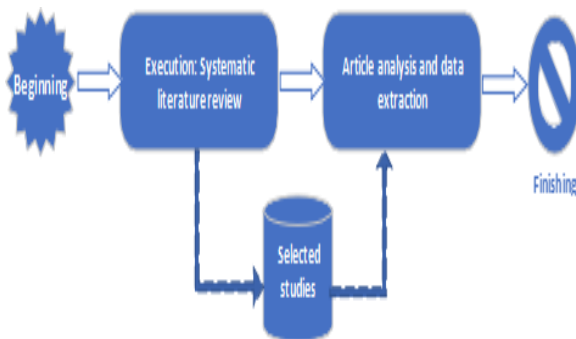 Beginning
Execution: Systematic
literature review
Article analysis and data
extraction
Finishing
Selected
studies